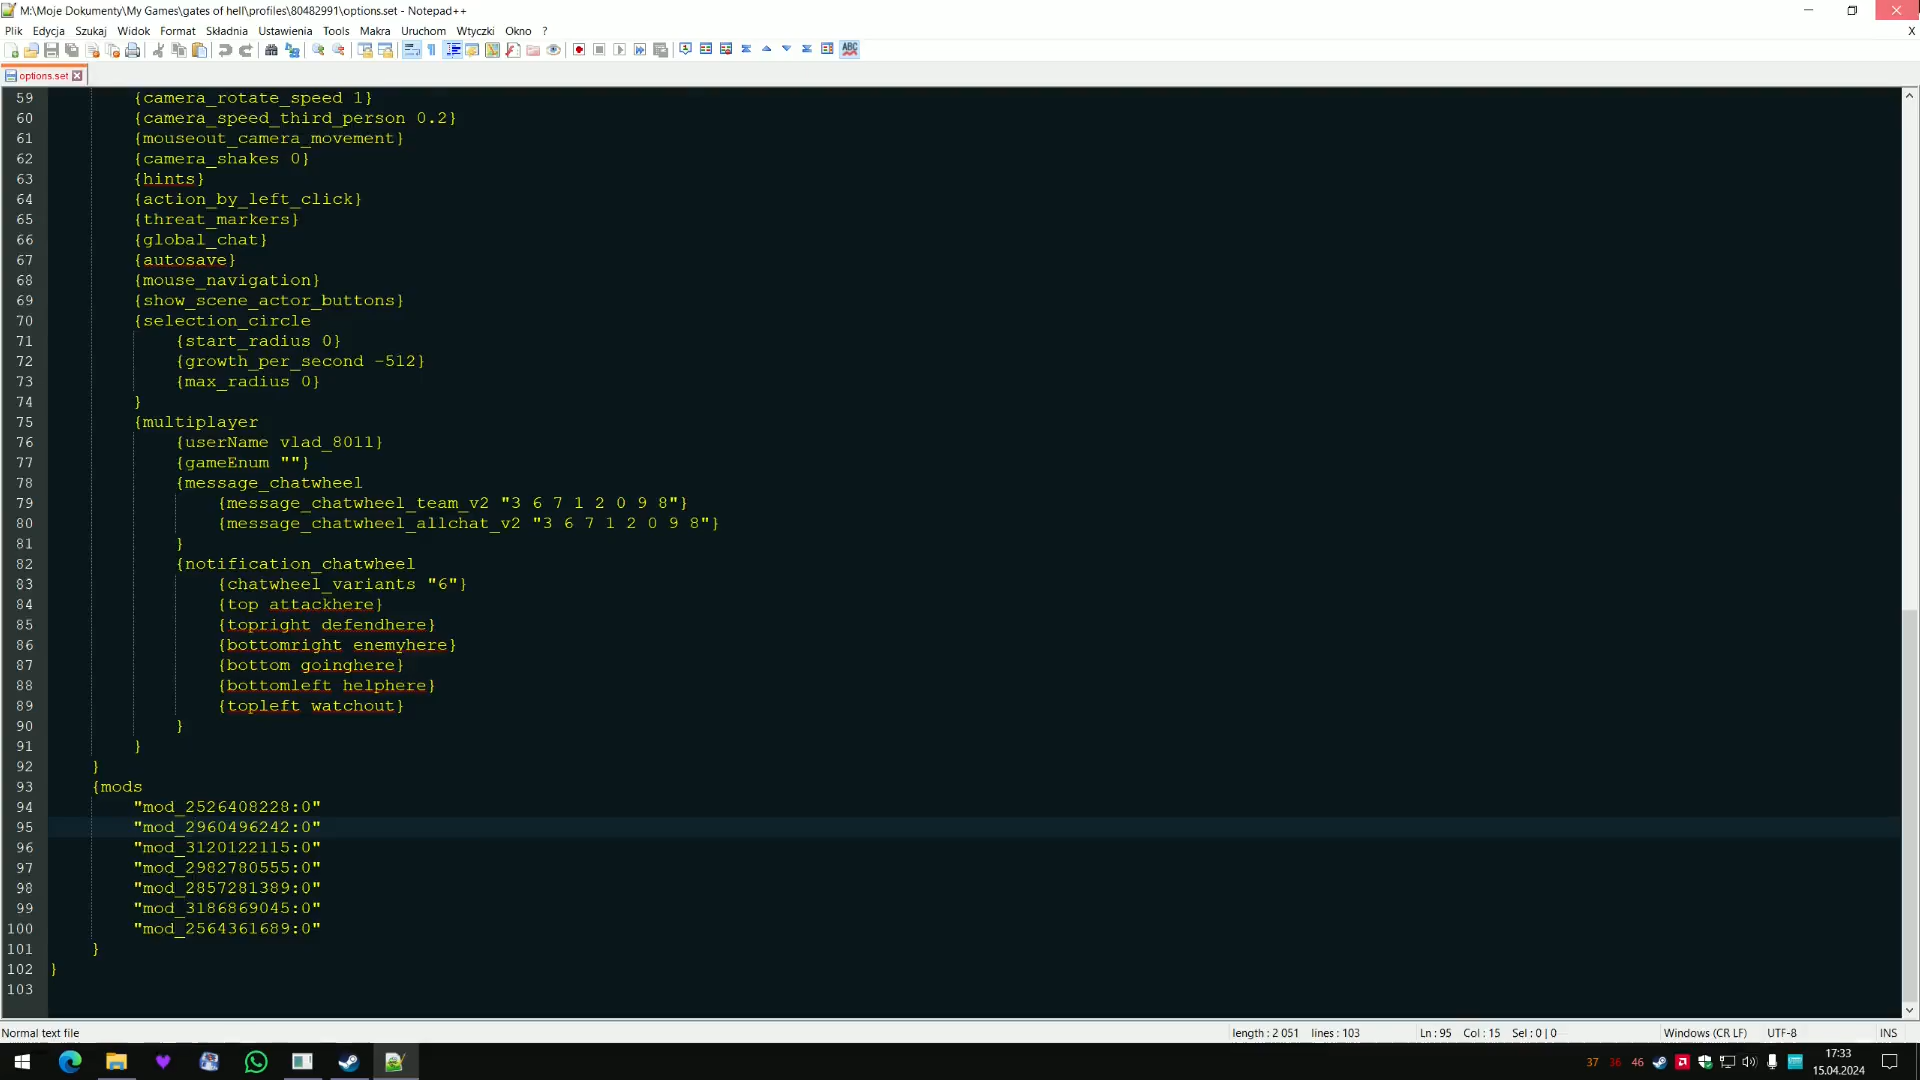 M:\Moje Dokumenty\My Games\gates of hell\profiles\80482991\options.set - Notepad++
Plik Edycja Szukaj Widok Format Składnia Ustawienia Tools Makra Uruchom Wtyczki Okno ? X
ABC
options.set
59 {camera_rotate_speed 1}
60 {camera_speed_third_person 0.2}
61 {mouseout_camera_movement}
62 {camera_shakes 0}
63 {hints}
64 {action_by_left_click}
65 {threat_markers}
66 {global_chat}
67 {autosave}
68 {mouse_navigation}
69 {show_scene_actor_buttons}
70 {selection_circle
71 {start_radius 0}
72 {growth_per_second -512}
73 {max_radius 0}
74 }
75 {multiplayer
76 {userName vlad_8011}
77 {gameEnum ""}
78 {message_chatwheel
79 {message_chatwheel_team_v2 "3 6 7 1 2 0 9 8"}
80 {message_chatwheel_allchat_v2 "3 6 7 1 2 0 9 8"}
81 }
82 {notification_chatwheel
83 {chatwheel_variants "6"}
84 {top attackhere}
85 {topright defendhere}
86 {bottomright enemyhere}
87 {bottom goinghere}
88 {bottomleft helphere}
89 {topleft watchout}
90 }
91 }
92 }
93 {mods
94 "mod_2526408228:0"
95 "mod_2960496242:0"
96 "mod_3120122115:0"
97 "mod_2982780555:0"
98 "mod_2857281389:0"
99 "mod_3186869045:0"
100 "mod_2564361689:0"
101 }
102 }
103
Normal text file length : 2 051 lines : 103 Ln : 95 Col : 15 Sel : 0 | 0 Windows (CR LF) UTF-8 INS
37 36 46 17:33
15.04.2024